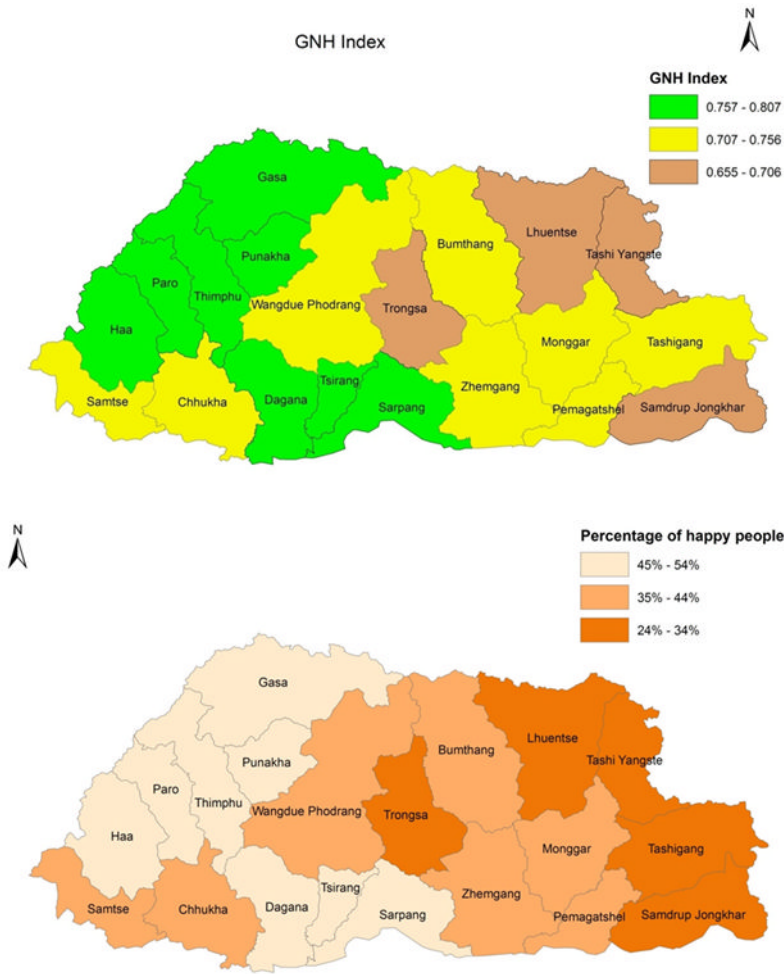 N
GNH Index
GNH Index
0.757 - 0.807
0.707 - 0.756
0.655 - 0.706
Gasa
Punakha
Paro
Thimphu
Haa
Wangdue Phodrang
Bumthang
Lhuentse
Tashi Yangste
Trongsa
Monggar
Tashigang
Samtse
Chhukha
Dagana
Tsirang
Sarpang
Zhemgang
Pemagatshel
Samdrup Jongkhar
N
Percentage of happy people
45% - 54%
35% - 44%
24% - 34%
Gasa
Punakha
Paro
Thimphu
Haa
Wangdue Phodrang
Bumthang
Lhuentse
Tashi Yangste
Trongsa
Monggar
Tashigang
Samtse
Chhukha
Dagana
Tsirang
Sarpang
Zhemgang
Pemagatshel
Samdrup Jongkhar